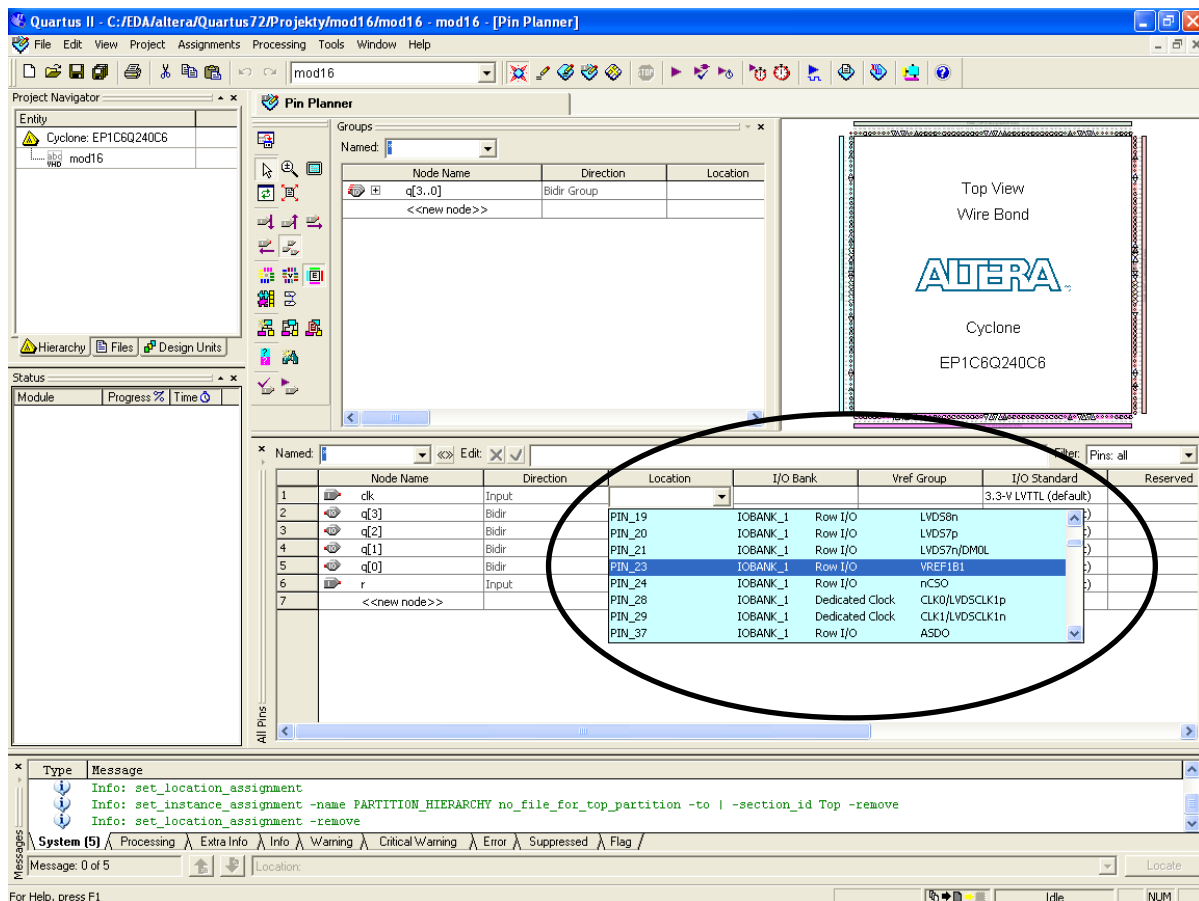 Quartus II - C:/EDA/altera/Quartus72/Projekty/mod16/mod16 - mod16 - [Pin Planner]
File Edit View Project Assignments Processing Tools Window Help
mod16
Project Navigator
Entity
Cyclone: EP1C6Q240C6
abd VHD mod16
Hierarchy Files Design Units
Status
Module Progress % Time
Pin Planner
Groups
Named: *
Node Name Direction Location
q[3..0] Bidir Group
<<new node>>
Top View
Wire Bond
ALTERA
Cyclone
EP1C6Q240C6
Named: * Edit: Filter: Pins: all
Node Name Direction Location I/O Bank Vref Group I/O Standard Reserved
1 clk Input 3.3-V LVTTL (default)
2 q[3] Bidir
3 q[2] Bidir
4 q[1] Bidir
5 q[0] Bidir
6 r Input
7 <<new node>>
PIN_19 IOBANK_1 Row I/O LVDS8n
PIN_20 IOBANK_1 Row I/O LVDS7p
PIN_21 IOBANK_1 Row I/O LVDS7n/DM0L
PIN_23 IOBANK_1 Row I/O VREF1B1
PIN_24 IOBANK_1 Row I/O nCSO
PIN_28 IOBANK_1 Dedicated Clock CLK0/LVDSCLK1p
PIN_29 IOBANK_1 Dedicated Clock CLK1/LVDSCLK1n
PIN_37 IOBANK_1 Row I/O ASDO
All Pins
Type Message
Info: set_location_assignment
Info: set_instance_assignment -name PARTITION_HIERARCHY no_file_for_top_partition -to | -section_id Top -remove
Info: set_location_assignment -remove
System (5) Processing Extra Info Info Warning Critical Warning Error Suppressed Flag
Messages
Message: 0 of 5 Location: Locate
For Help, press F1 Idle NUM